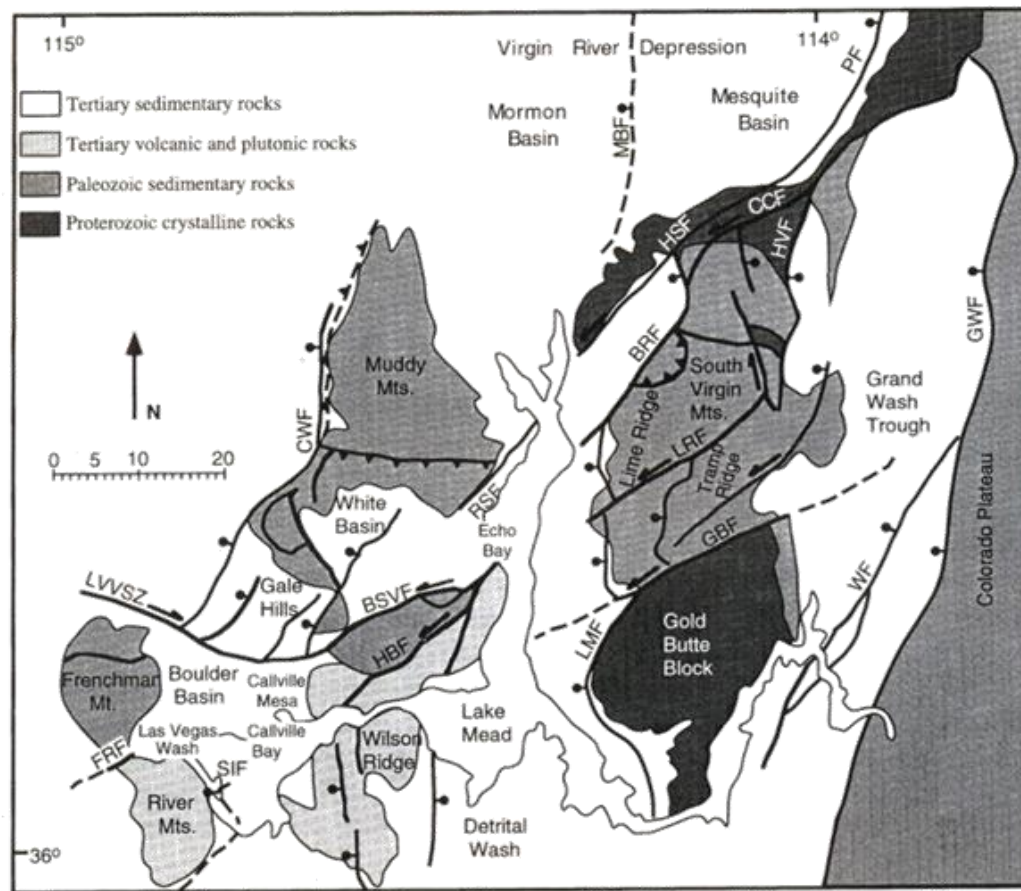 115º
114º
Virgin River Depression
Tertiary sedimentary rocks
Tertiary volcanic and plutonic rocks
Paleozoic sedimentary rocks
Proterozoic crystalline rocks
Mormon
Basin
MBF
Mesquite
Basin
PF
CCF
HSF
HVF
GWF
BRF
Muddy
Mts.
N
CWF
0 5 10 20
South
Virgin
Mts.
Lime Ridge
LRF
Tramp
Ridge
Grand
Wash
Trough
RSF
White
Basin
Echo
Bay
GBF
LVVSZ
Gale
Hills
BSVF
HBF
WF
Colorado Plateau
Gold
Butte
Block
LMF
Frenchman
Mt.
Boulder
Basin
Callville
Mesa
Las Vegas
Wash
Callville
Bay
Lake
Mead
Wilson
Ridge
FRF
SIF
River
Mts.
Detrital
Wash
36º